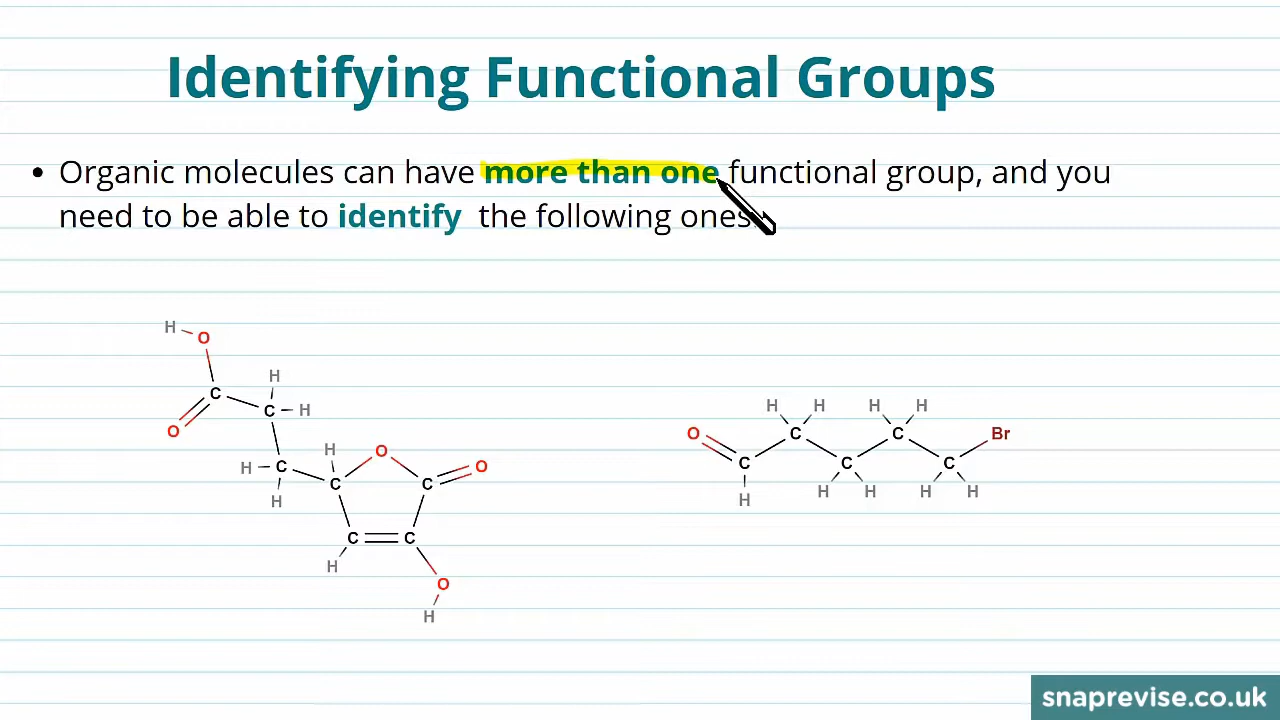 Identifying Functional Groups
• Organic molecules can have more than one functional group, and you
need to be able to identify the following ones
H O
H
C
C H
O
H O
H C C C O
H
C C
H
O
H
H H H H
O C C Br
C C C
H H H H H
snaprevise.co.uk